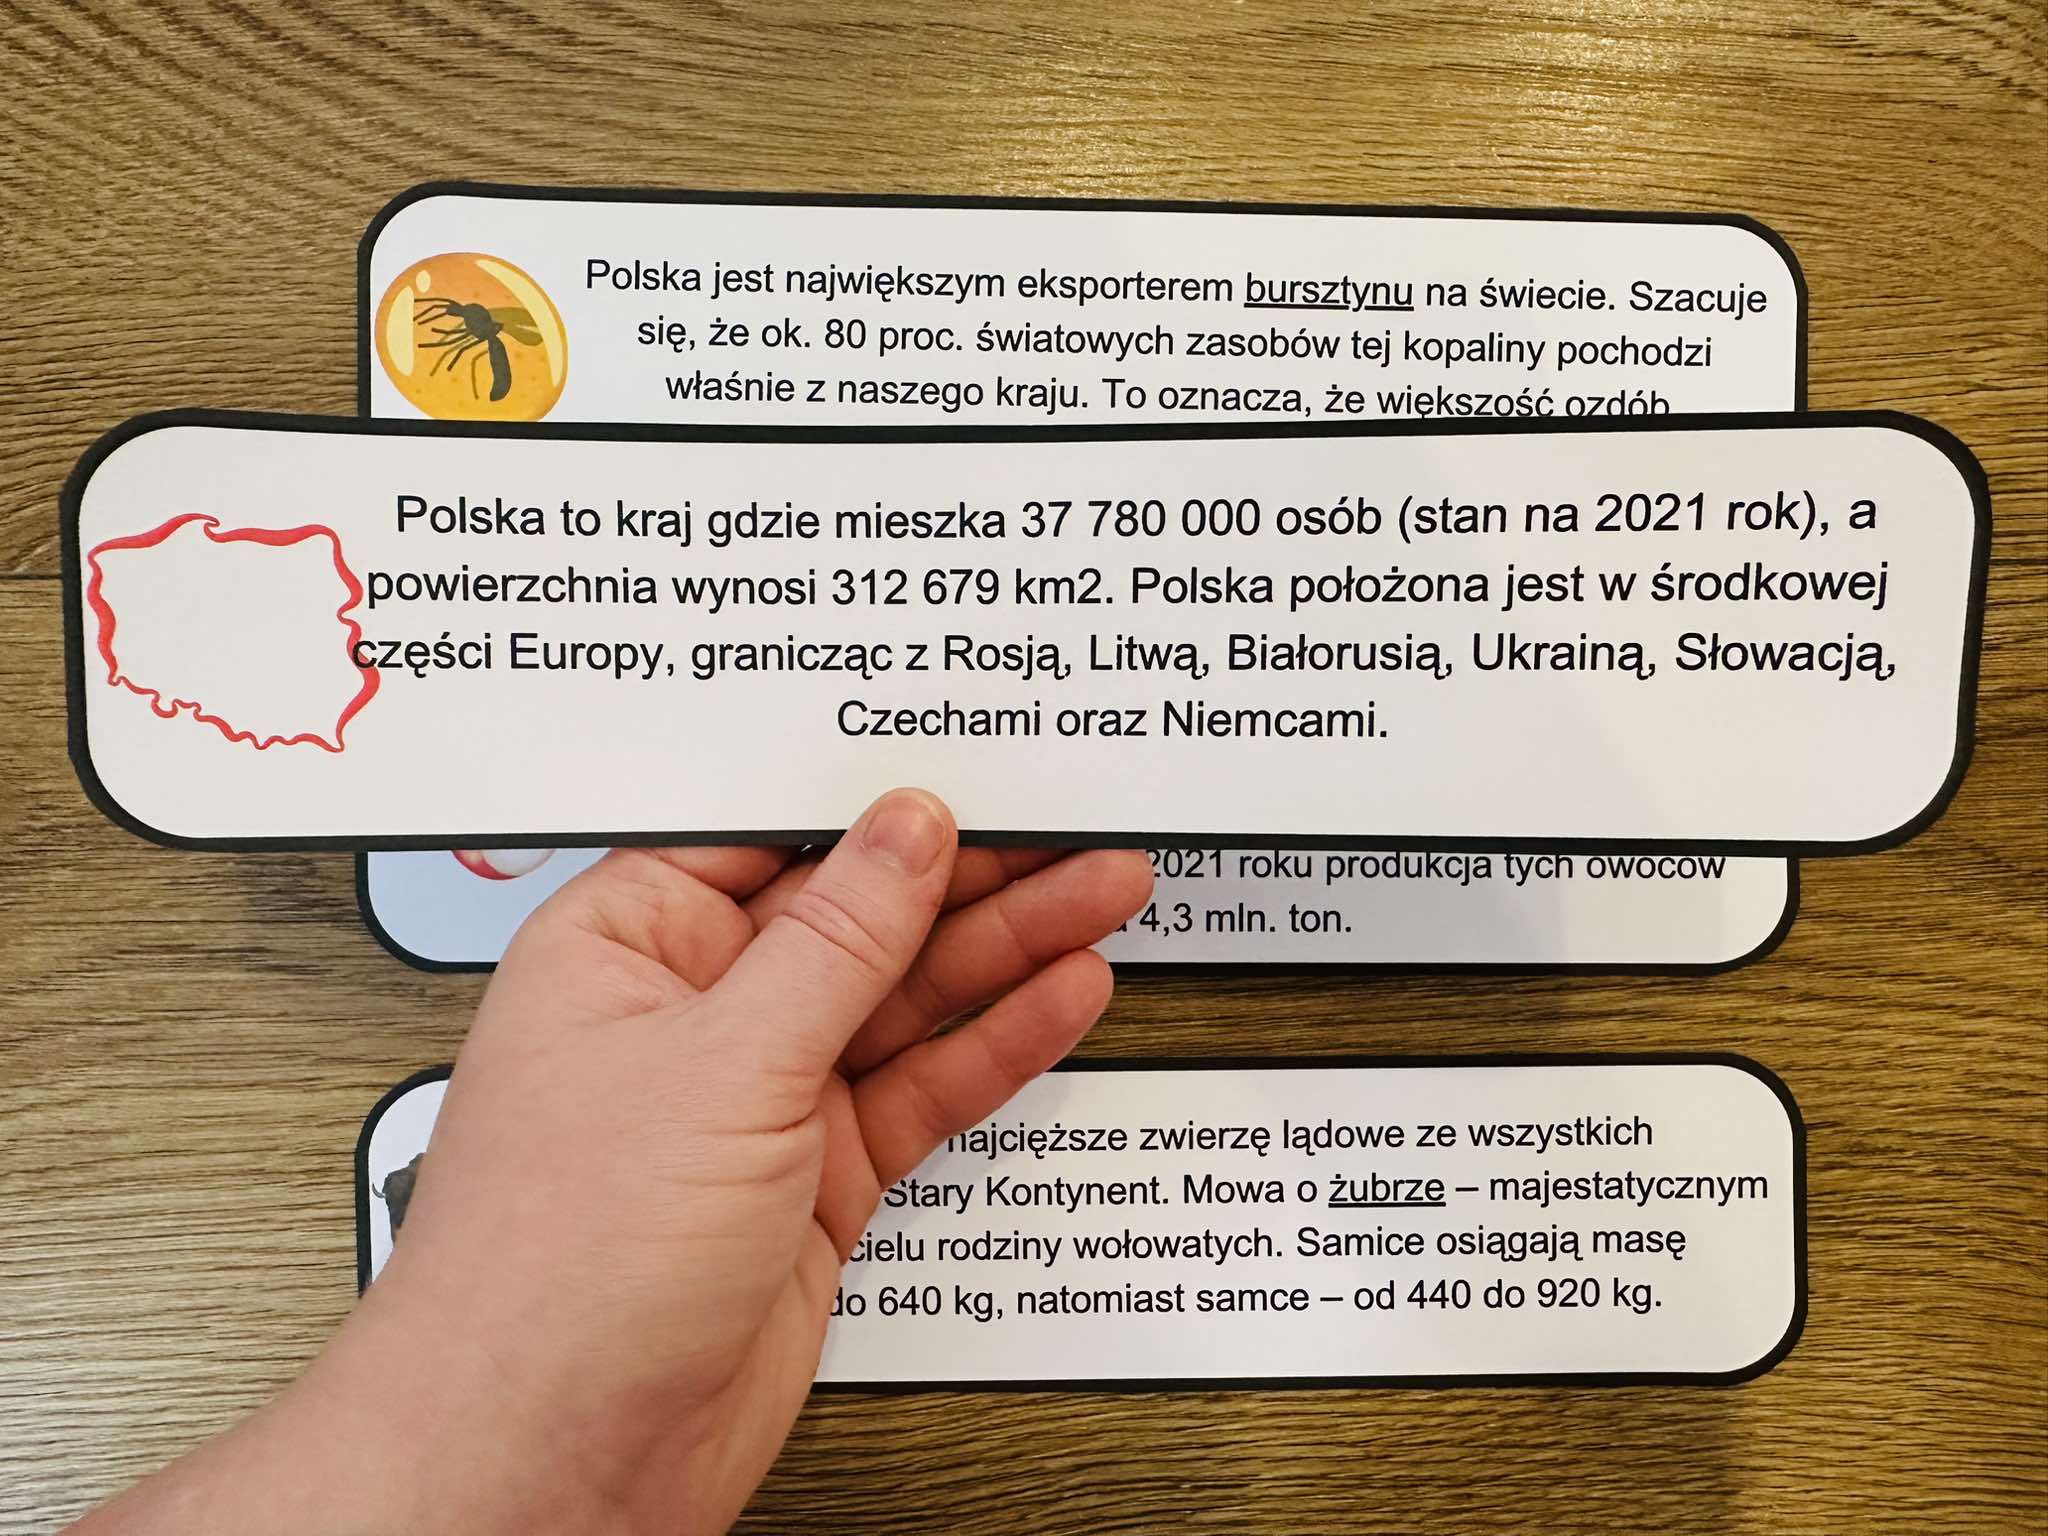 Polska jest największym eksporterem bursztynu na świecie. Szacuje
się, że ok. 80 proc. światowych zasobów tej kopaliny pochodzi
właśnie z naszego kraju. To oznacza, że większość ozdób
Polska to kraj gdzie mieszka 37 780 000 osób (stan na 2021 rok), a
powierzchnia wynosi 312 679 km2. Polska położona jest w środkowej
części Europy, granicząc z Rosją, Litwą, Białorusią, Ukrainą, Słowacją,
Czechami oraz Niemcami.
2021 roku produkcja tych owoców
4,3 mln. ton.
najcięższe zwierzę lądowe ze wszystkich
Stary Kontynent. Mowa o żubrze – majestatycznym
rodziny wołowatych. Samice osiągają masę
do 640 kg, natomiast samce – od 440 do 920 kg.